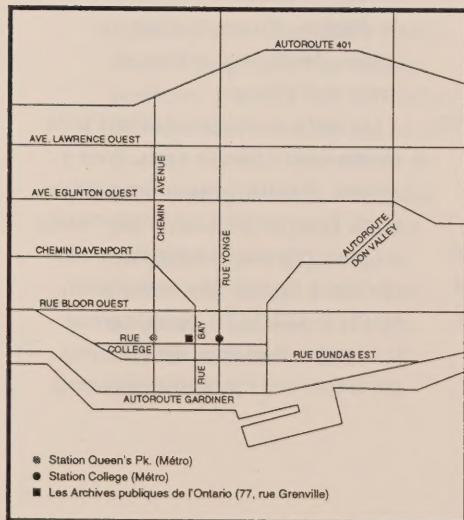 AUTOROUTE 401
AVE. LAWRENCE OUEST
CHEMIN AVENUE
AVE. EGLINTON OUEST
RUE YONGE
AUTOROUTE
DON VALLEY
CHEMIN DAVENPORT
RUE BLOOR OUEST
RUE BAY
RUE
COLLEGE
RUE DUNDAS EST
AUTOROUTE GARDINER
Station Queen's Pk. (Métro)
Station College (Métro)
Les Archives publiques de l'Ontario (77, rue Grenville)